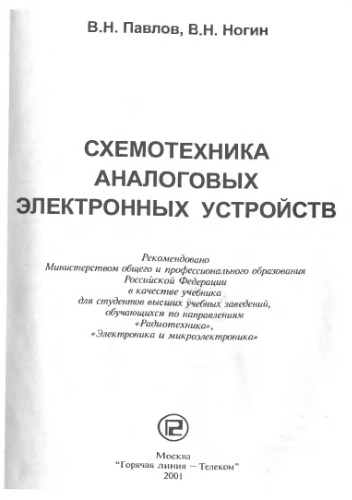 В.Н. Павлов, В.Н. Ногин
СХЕМОТЕХНИКА
АНАЛОГОВЫХ
ЭЛЕКТРОННЫХ УСТРОЙСТВ
Рекомендовано
Министерством общего и профессионального образования
Российской Федерации
в качестве учебника
для студентов высших учебных заведений,
обучающихся по направлениям
«Радиотехника»,
«Электроника и микроэлектроника»
Москва
"Горячая линия – Телеком"
2001